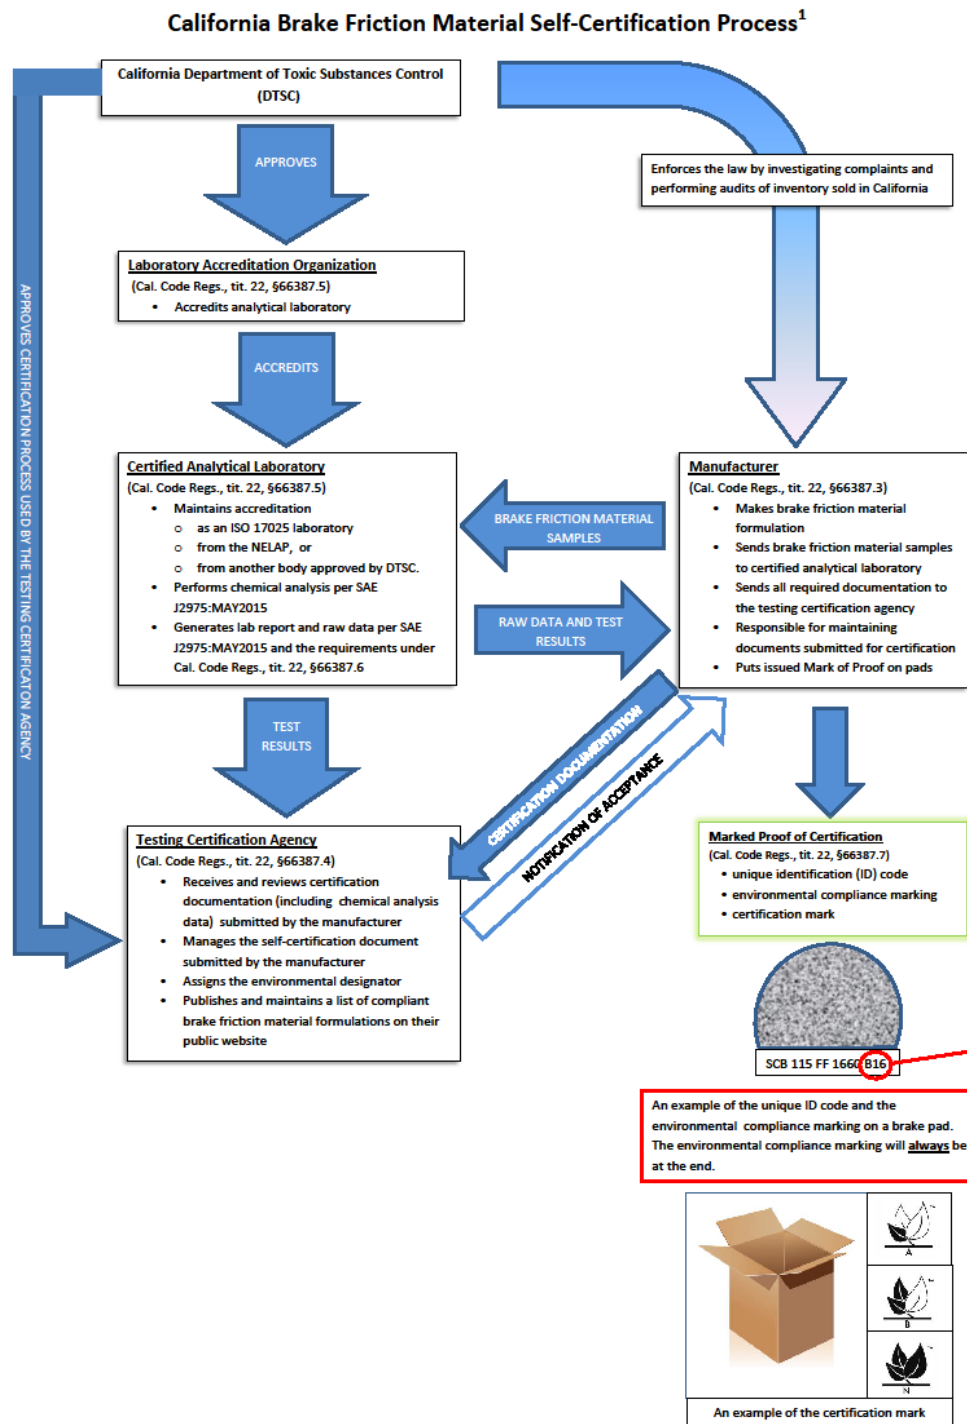 California Brake Friction Material Self-Certification Process1
California Department of Toxic Substances Control
(DTSC)
APPROVES
Enforces the law by investigating complaints and
performing audits of inventory sold in California
Laboratory Accreditation Organization
(Cal. Code Regs., tit. 22, §66387.5)
• Accredits analytical laboratory
APPROVES CERTIFICATION PROCESS USED BY THE TESTING CERTIFICATON AGENCY
ACCREDITS
Certified Analytical Laboratory
(Cal. Code Regs., tit. 22, §66387.5)
• Maintains accreditation
o as an ISO 17025 laboratory
o from the NELAP, or
o from another body approved by DTSC.
• Performs chemical analysis per SAE
J2975:MAY2015
• Generates lab report and raw data per SAE
J2975:MAY2015 and the requirements under
Cal. Code Regs., tit. 22, §66387.6
BRAKE FRICTION MATERIAL
SAMPLES
RAW DATA AND TEST
RESULTS
Manufacturer
(Cal. Code Regs., tit. 22, §66387.3)
• Makes brake friction material
formulation
• Sends brake friction material samples
to certified analytical laboratory
• Sends all required documentation to
the testing certification agency
• Responsible for maintaining
documents submitted for certification
• Puts issued Mark of Proof on pads
TEST
RESULTS
CERTIFICATION DOCUMENTATION
NOTIFICATION OF ACCEPTANCE
Testing Certification Agency
(Cal. Code Regs., tit. 22, §66387.4)
• Receives and reviews certification
documentation (including chemical analysis
data) submitted by the manufacturer
• Manages the self-certification document
submitted by the manufacturer
• Assigns the environmental designator
• Publishes and maintains a list of compliant
brake friction material formulations on their
public website
Marked Proof of Certification
(Cal. Code Regs., tit. 22, §66387.7)
• unique identification (ID) code
• environmental compliance marking
• certification mark
SCB 115 FF 1660 B16
An example of the unique ID code and the
environmental compliance marking on a brake pad.
The environmental compliance marking will always be
at the end.
A
B
N
An example of the certification mark